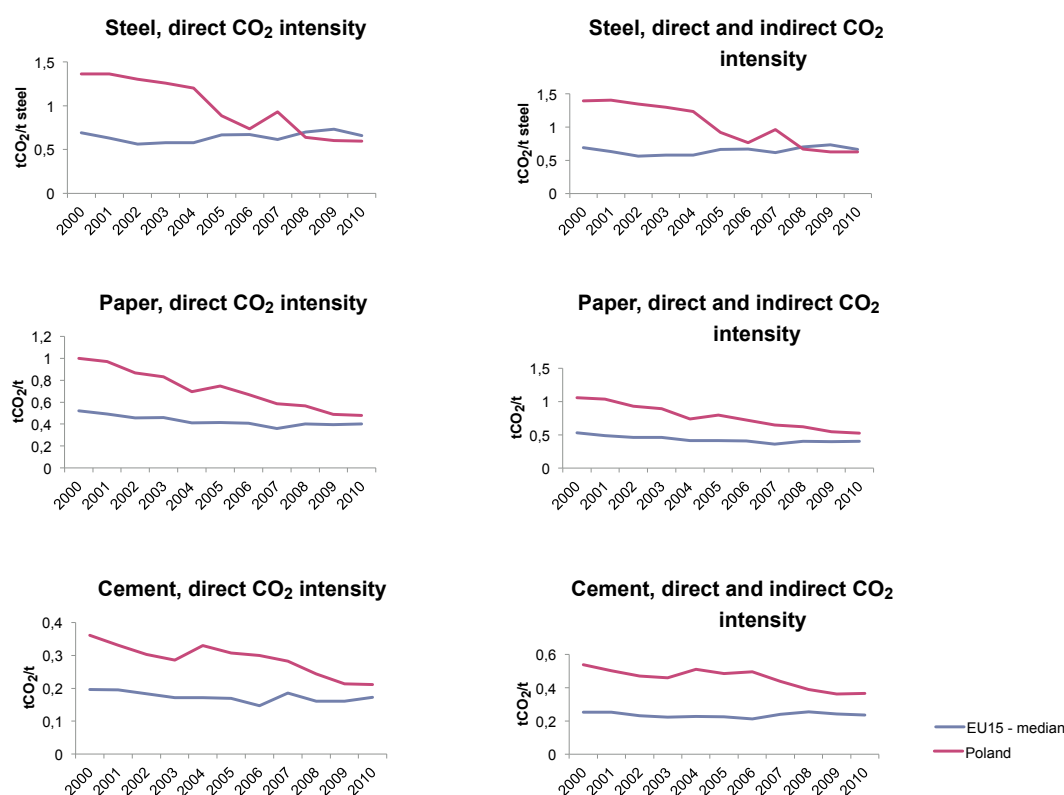 Steel, direct CO₂ intensity
tCO₂/t steel
1,5
1
0,5
0
2000 2001 2002 2003 2004 2005 2006 2007 2008 2009 2010
Steel, direct and indirect CO₂
intensity
tCO₂/t steel
1,5
1
0,5
0
2000 2001 2002 2003 2004 2005 2006 2007 2008 2009 2010
Paper, direct CO₂ intensity
tCO₂/t
1,2
1
0,8
0,6
0,4
0,2
0
2000 2001 2002 2003 2004 2005 2006 2007 2008 2009 2010
Paper, direct and indirect CO₂
intensity
tCO₂/t
1,5
1
0,5
0
2000 2001 2002 2003 2004 2005 2006 2007 2008 2009 2010
Cement, direct CO₂ intensity
tCO₂/t
0,4
0,3
0,2
0,1
0
2000 2001 2002 2003 2004 2005 2006 2007 2008 2009 2010
Cement, direct and indirect CO₂
intensity
tCO₂/t
0,6
0,4
0,2
0
2000 2001 2002 2003 2004 2005 2006 2007 2008 2009 2010
EU15 - median
Poland